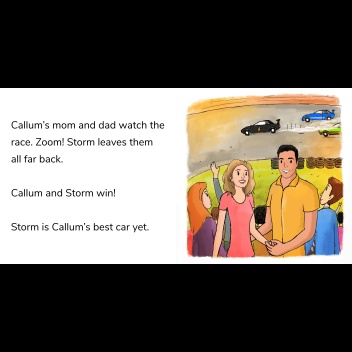 Callum's mom and dad watch the
race. Zoom! Storm leaves them
all far back.
Callum and Storm win!
Storm is Callum's best car yet.